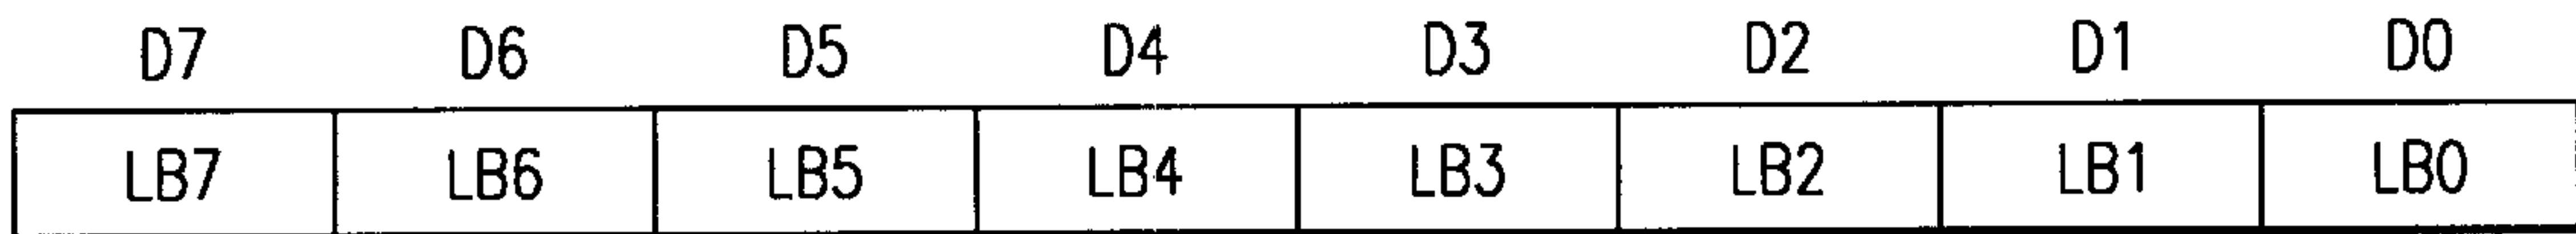 D7 D6 D5 D4 D3 D2 D1 D0
LB7 LB6 LB5 LB4 LB3 LB2 LB1 LB0